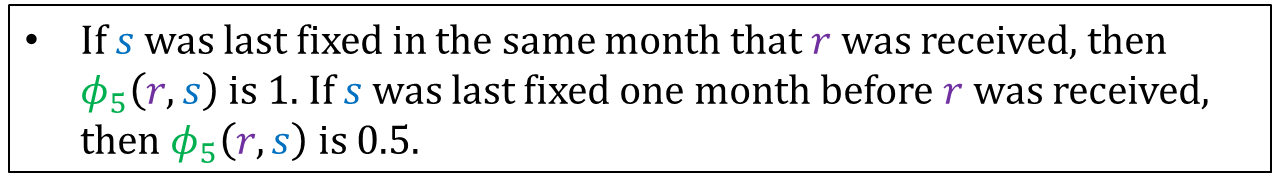 • If s was last fixed in the same month that r was received, then
ϕ₅(r, s) is 1. If s was last fixed one month before r was received,
then ϕ₅(r, s) is 0.5.